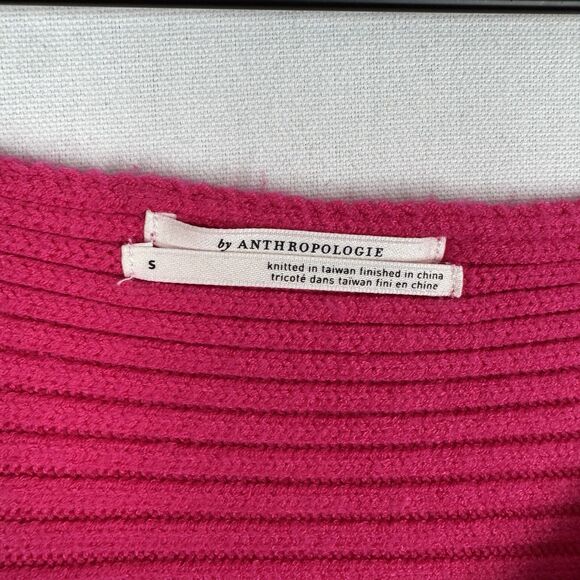 by ANTHROPOLOGIE
s
knitted in taiwan finished in china
tricoté dans taiwan fini en chine